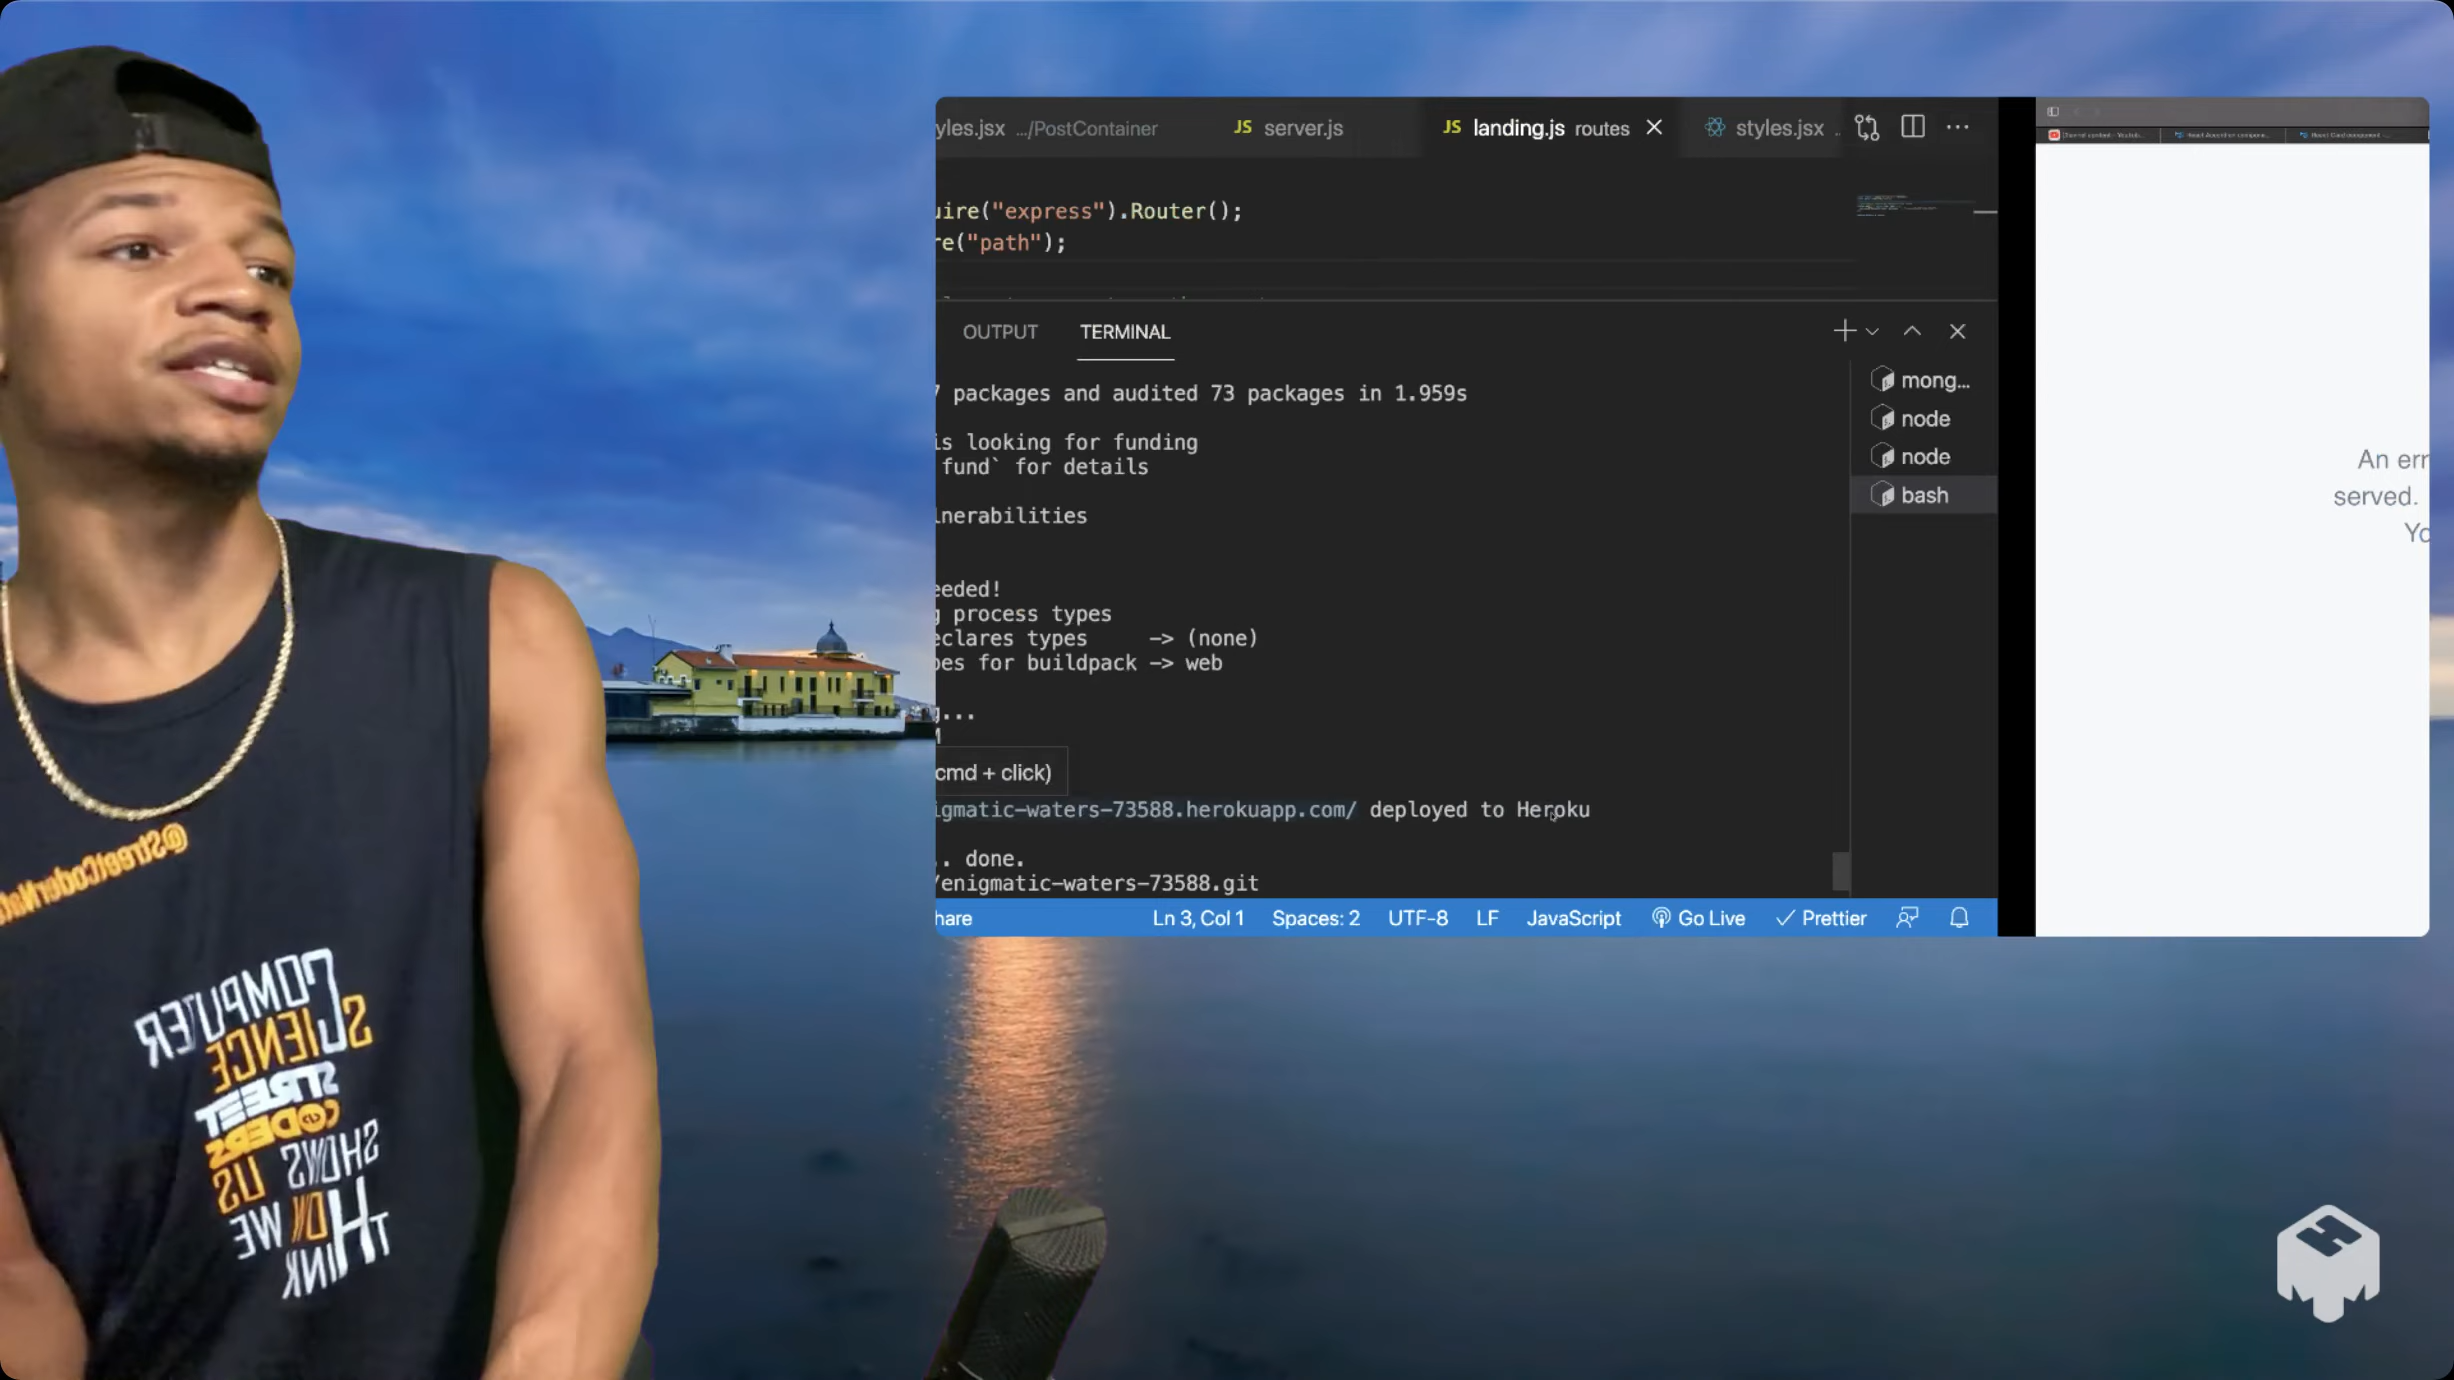 @StreetCoderNat
COMPUTER
SCIENCE
STREET
CODERS
SHOWS
US
HOW WE
THINK
yles.jsx .../PostContainer
JS server.js
JS landing.js routes
styles.jsx ..
uire("express").Router();
re("path");
OUTPUT
TERMINAL
7 packages and audited 73 packages in 1.959s
is looking for funding
fund` for details
lnerabilities
eeded!
g process types
eclares types -> (none)
pes for buildpack -> web
g...
M
cmd + click)
igmatic-waters-73588.herokuapp.com/ deployed to Heroku
. done.
/enigmatic-waters-73588.git
mong...
node
node
bash
hare
Ln 3, Col 1
Spaces: 2
UTF-8
LF
JavaScript
Go Live
Prettier
An err
served.
Yo